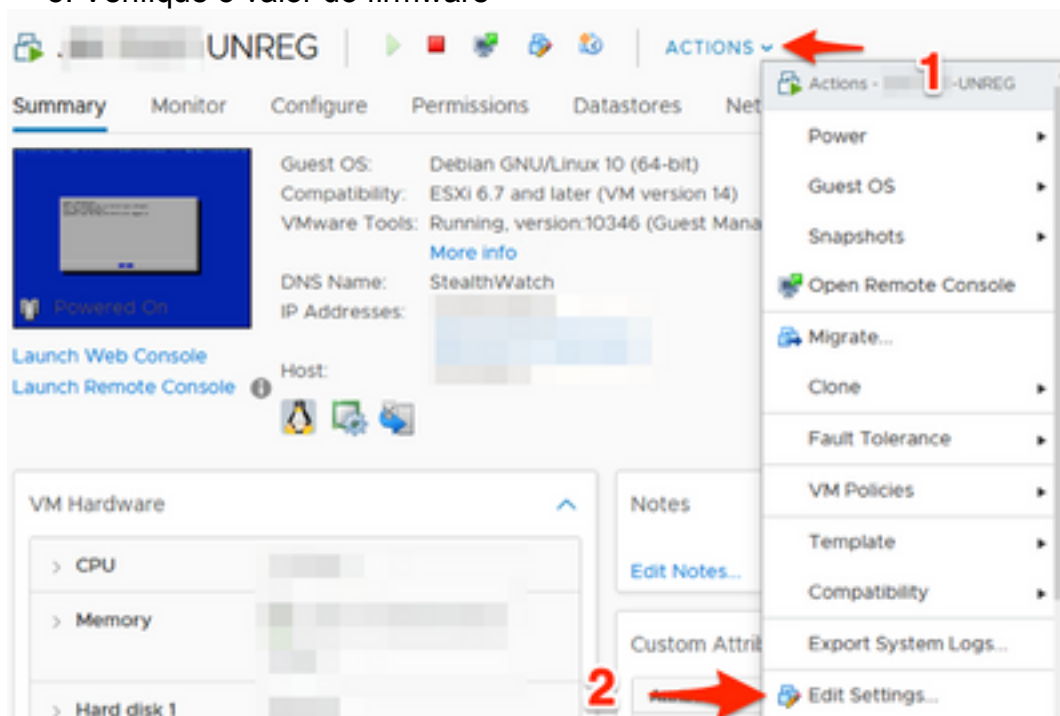 UNREG
ACTIONS
1
Summary Monitor Configure Permissions Datastores Net
Powered On
Launch Web Console
Launch Remote Console
Guest OS: Debian GNU/Linux 10 (64-bit)
Compatibility: ESXi 6.7 and later (VM version 14)
VMware Tools: Running, version:10346 (Guest Mana
More info
DNS Name: StealthWatch
IP Addresses:
Host:
VM Hardware
> CPU
> Memory
> Hard disk 1
Notes
Edit Notes...
Custom Attrib
2
Actions - -UNREG
Power
Guest OS
Snapshots
Open Remote Console
Migrate...
Clone
Fault Tolerance
VM Policies
Template
Compatibility
Export System Logs...
Edit Settings...